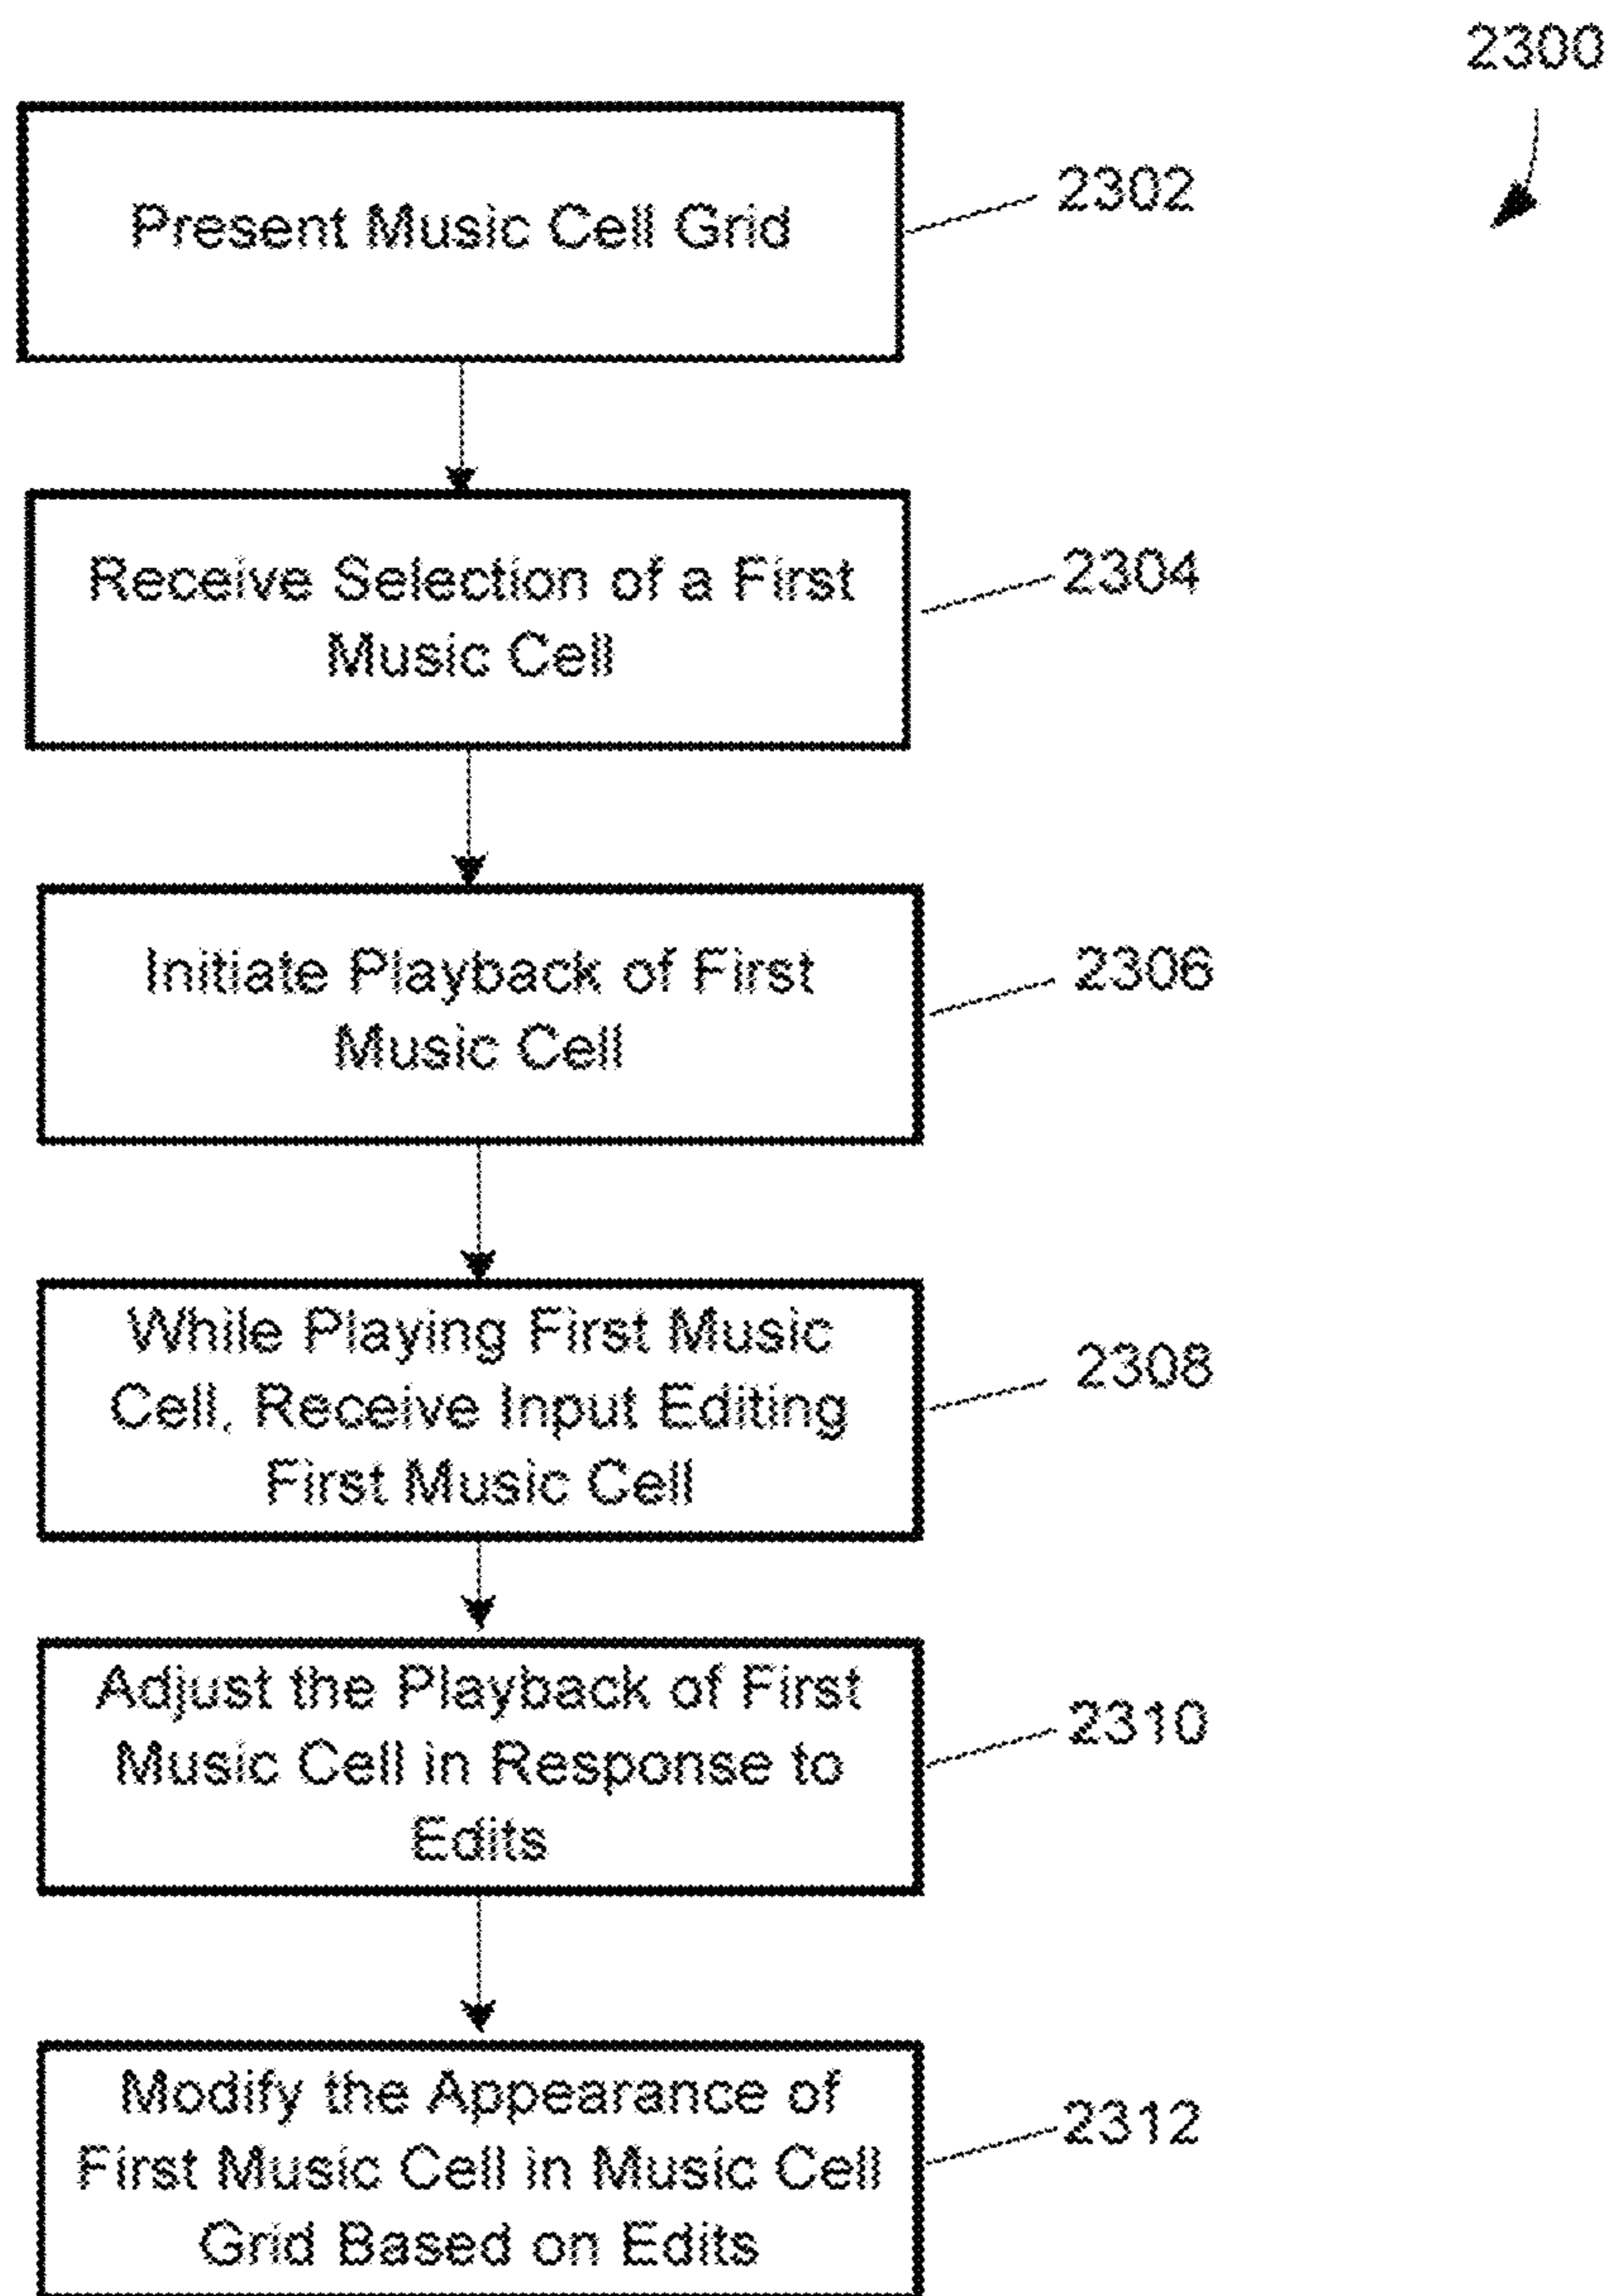 2300
Present Music Cell Grid
2302
Receive Selection of a First
Music Cell
2304
Initiate Playback of First
Music Cell
2306
While Playing First Music
Cell, Receive Input Editing
First Music Cell
2308
Adjust the Playback of First
Music Cell in Response to
Edits
2310
Modify the Appearance of
First Music Cell in Music Cell
Grid Based on Edits
2312